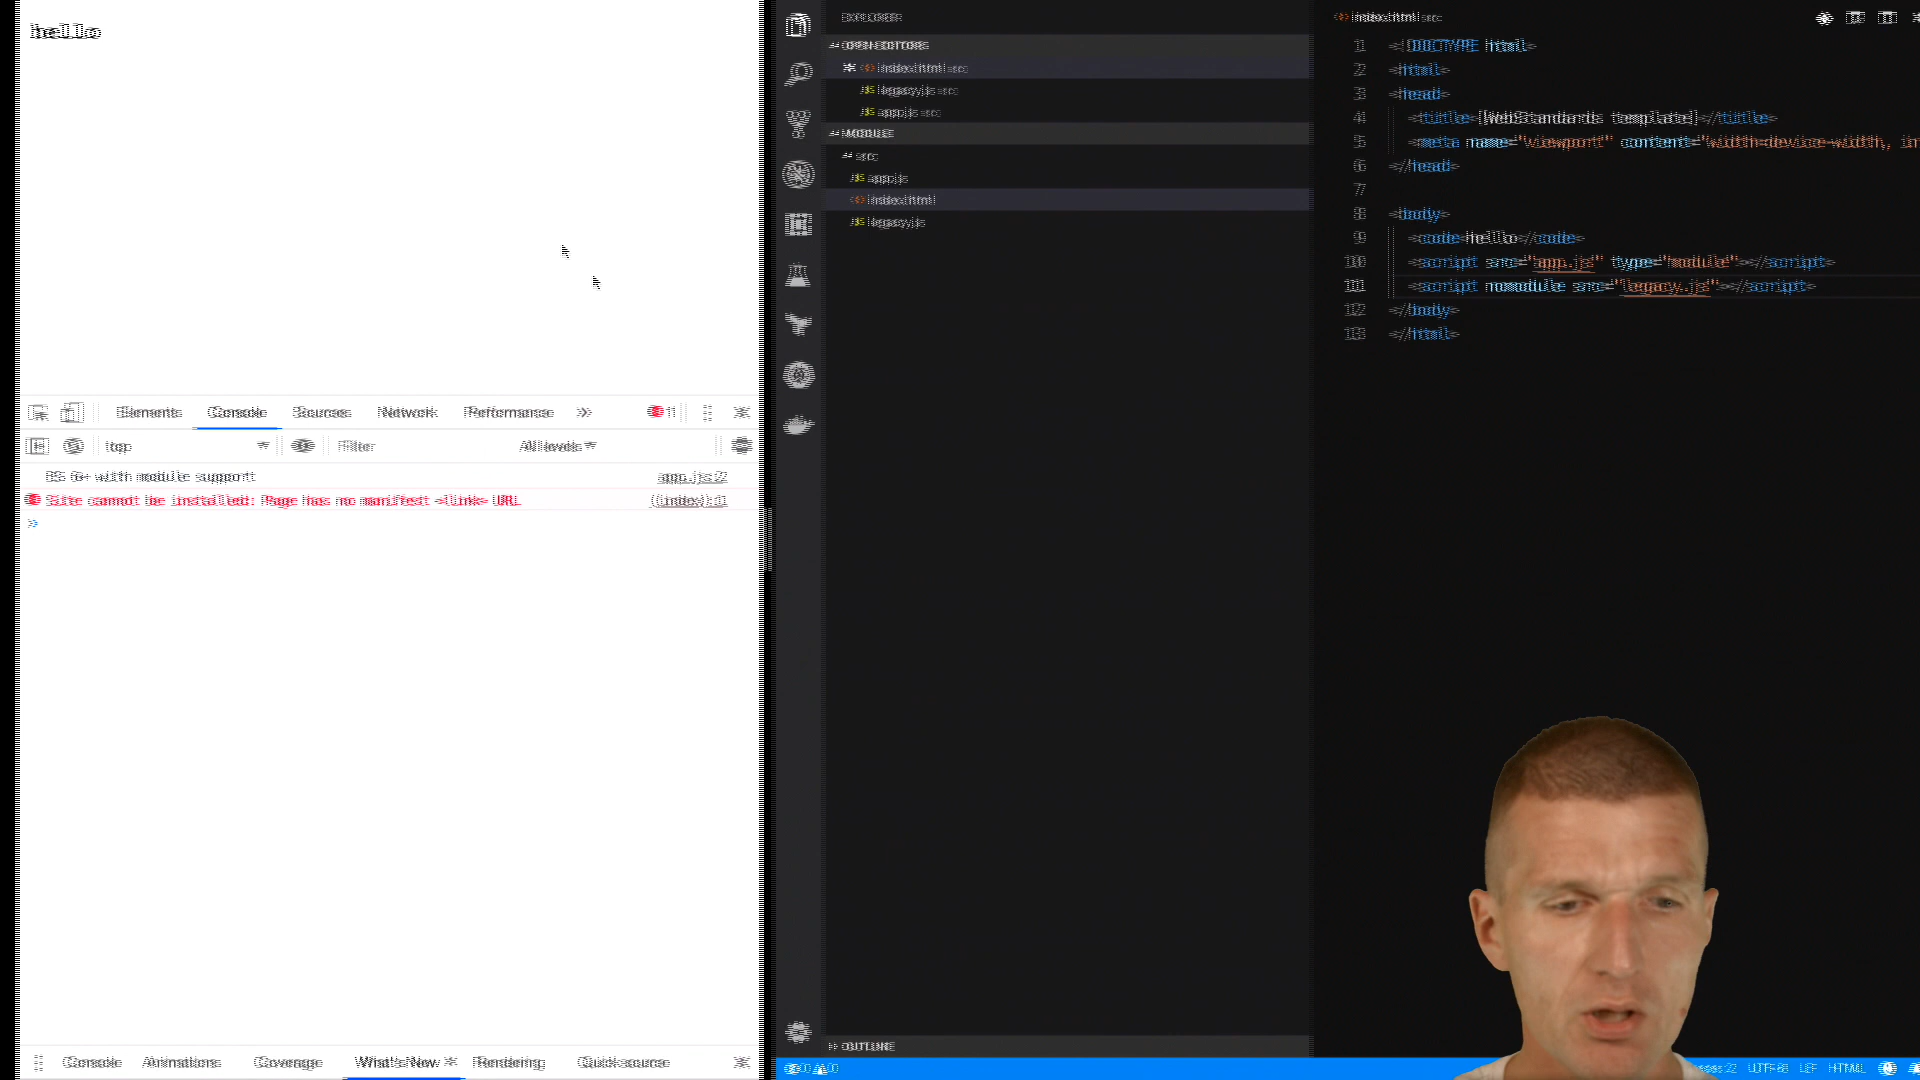 hello
Elements Console Sources Network Performance
top Filter All levels
ES 6+ with module support app.js:2
Site cannot be installed: Page has no manifest <link> URL (index):1
Console Animations Coverage What's New Rendering Quick source
EXPLORER
OPEN EDITORS
index.html src
legacy.js src
app.js src
MODULE
src
app.js
index.html
legacy.js
OUTLINE
index.html src
1 <!DOCTYPE html>
2 <html>
3 <head>
4 <title>[WebStandards template]</title>
5 <meta name="viewport" content="width=device-width, in
6 </head>
7
8 <body>
9 <code>hello</code>
10 <script src="app.js" type="module"></script>
11 <script nomodule src="legacy.js"></script>
12 </body>
13 </html>
0 0
UTF-8 LF HTML